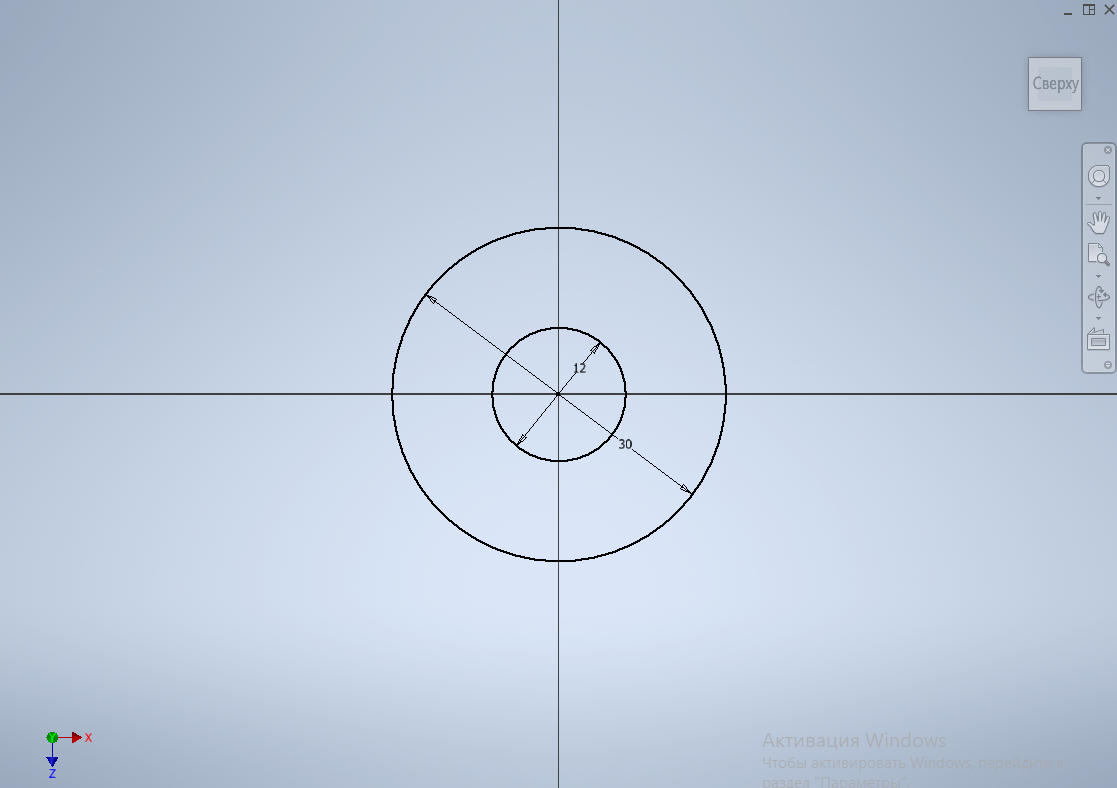 Сверху
12
30
X
Z
Активация Windows
Чтобы активировать Windows, перейдите в
раздел "Параметры".